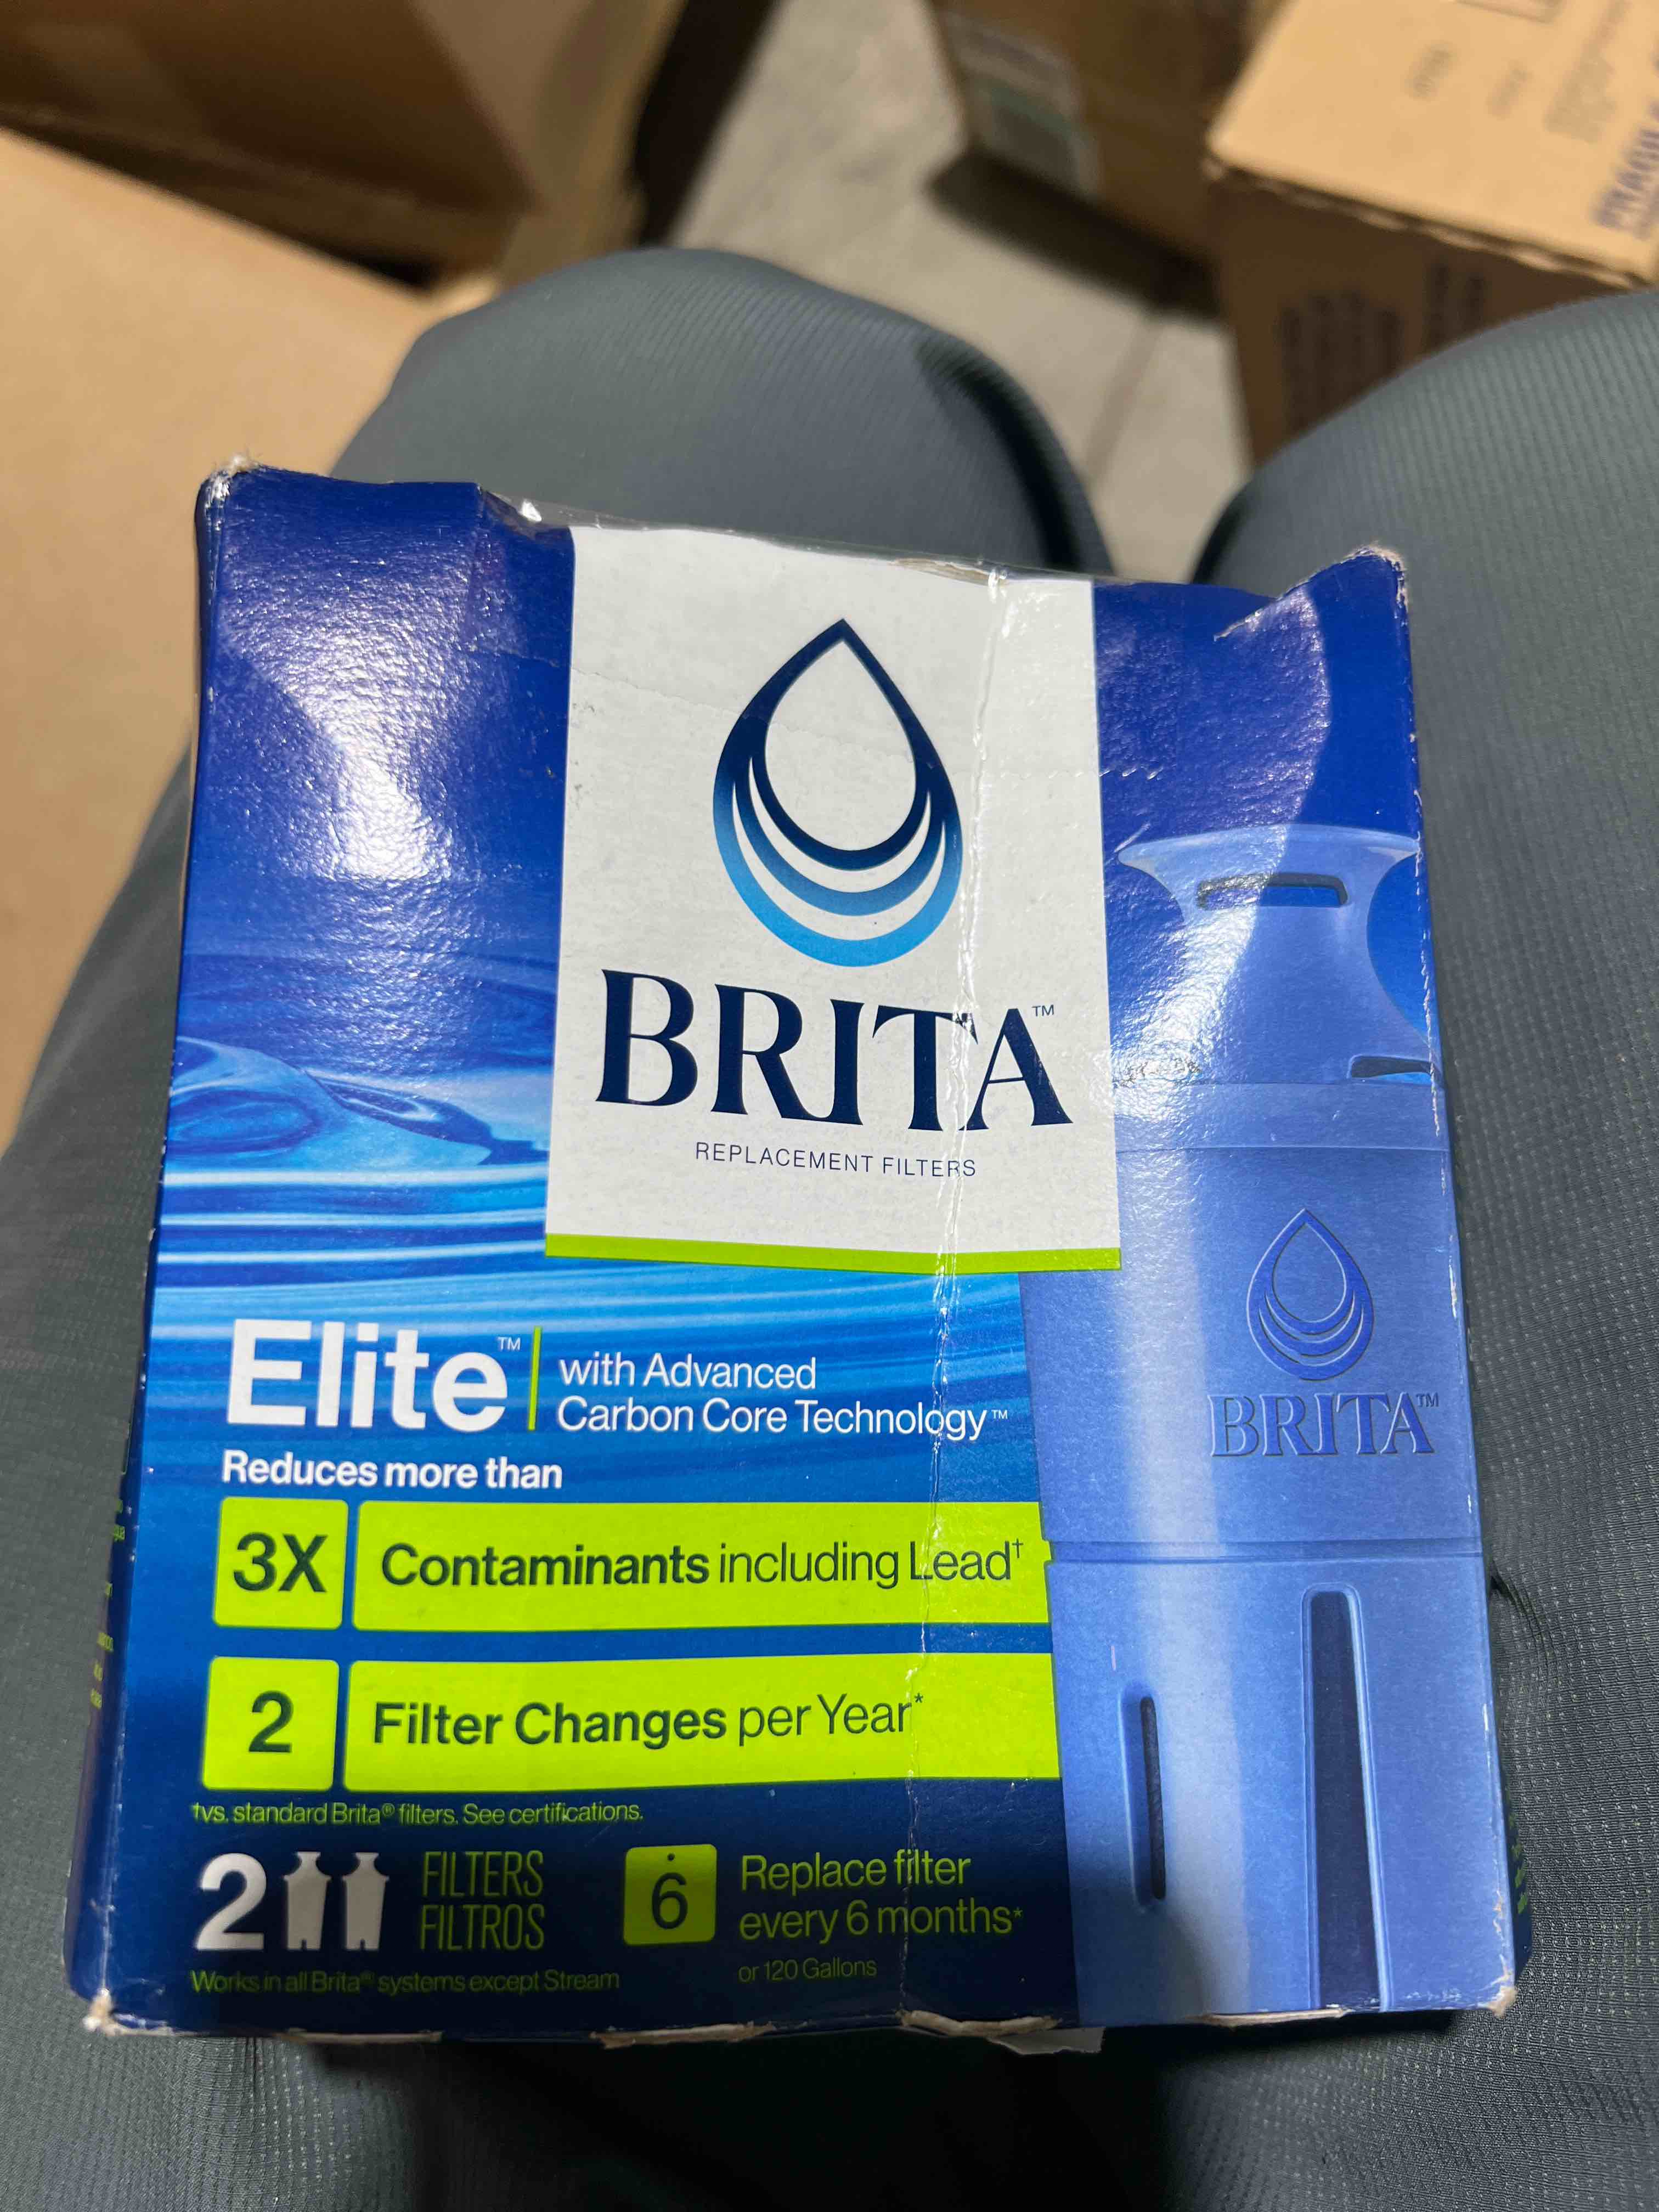 BRITA™
REPLACEMENT FILTERS
Elite™
with Advanced
Carbon Core Technology™
Reduces more than
3X Contaminants including Lead†
2 Filter Changes per Year*
†vs. standard Brita® filters. See certifications.
2 FILTERS
FILTROS
6 Replace filter
every 6 months*
or 120 Gallons
Works in all Brita® systems except Stream
BRITA™